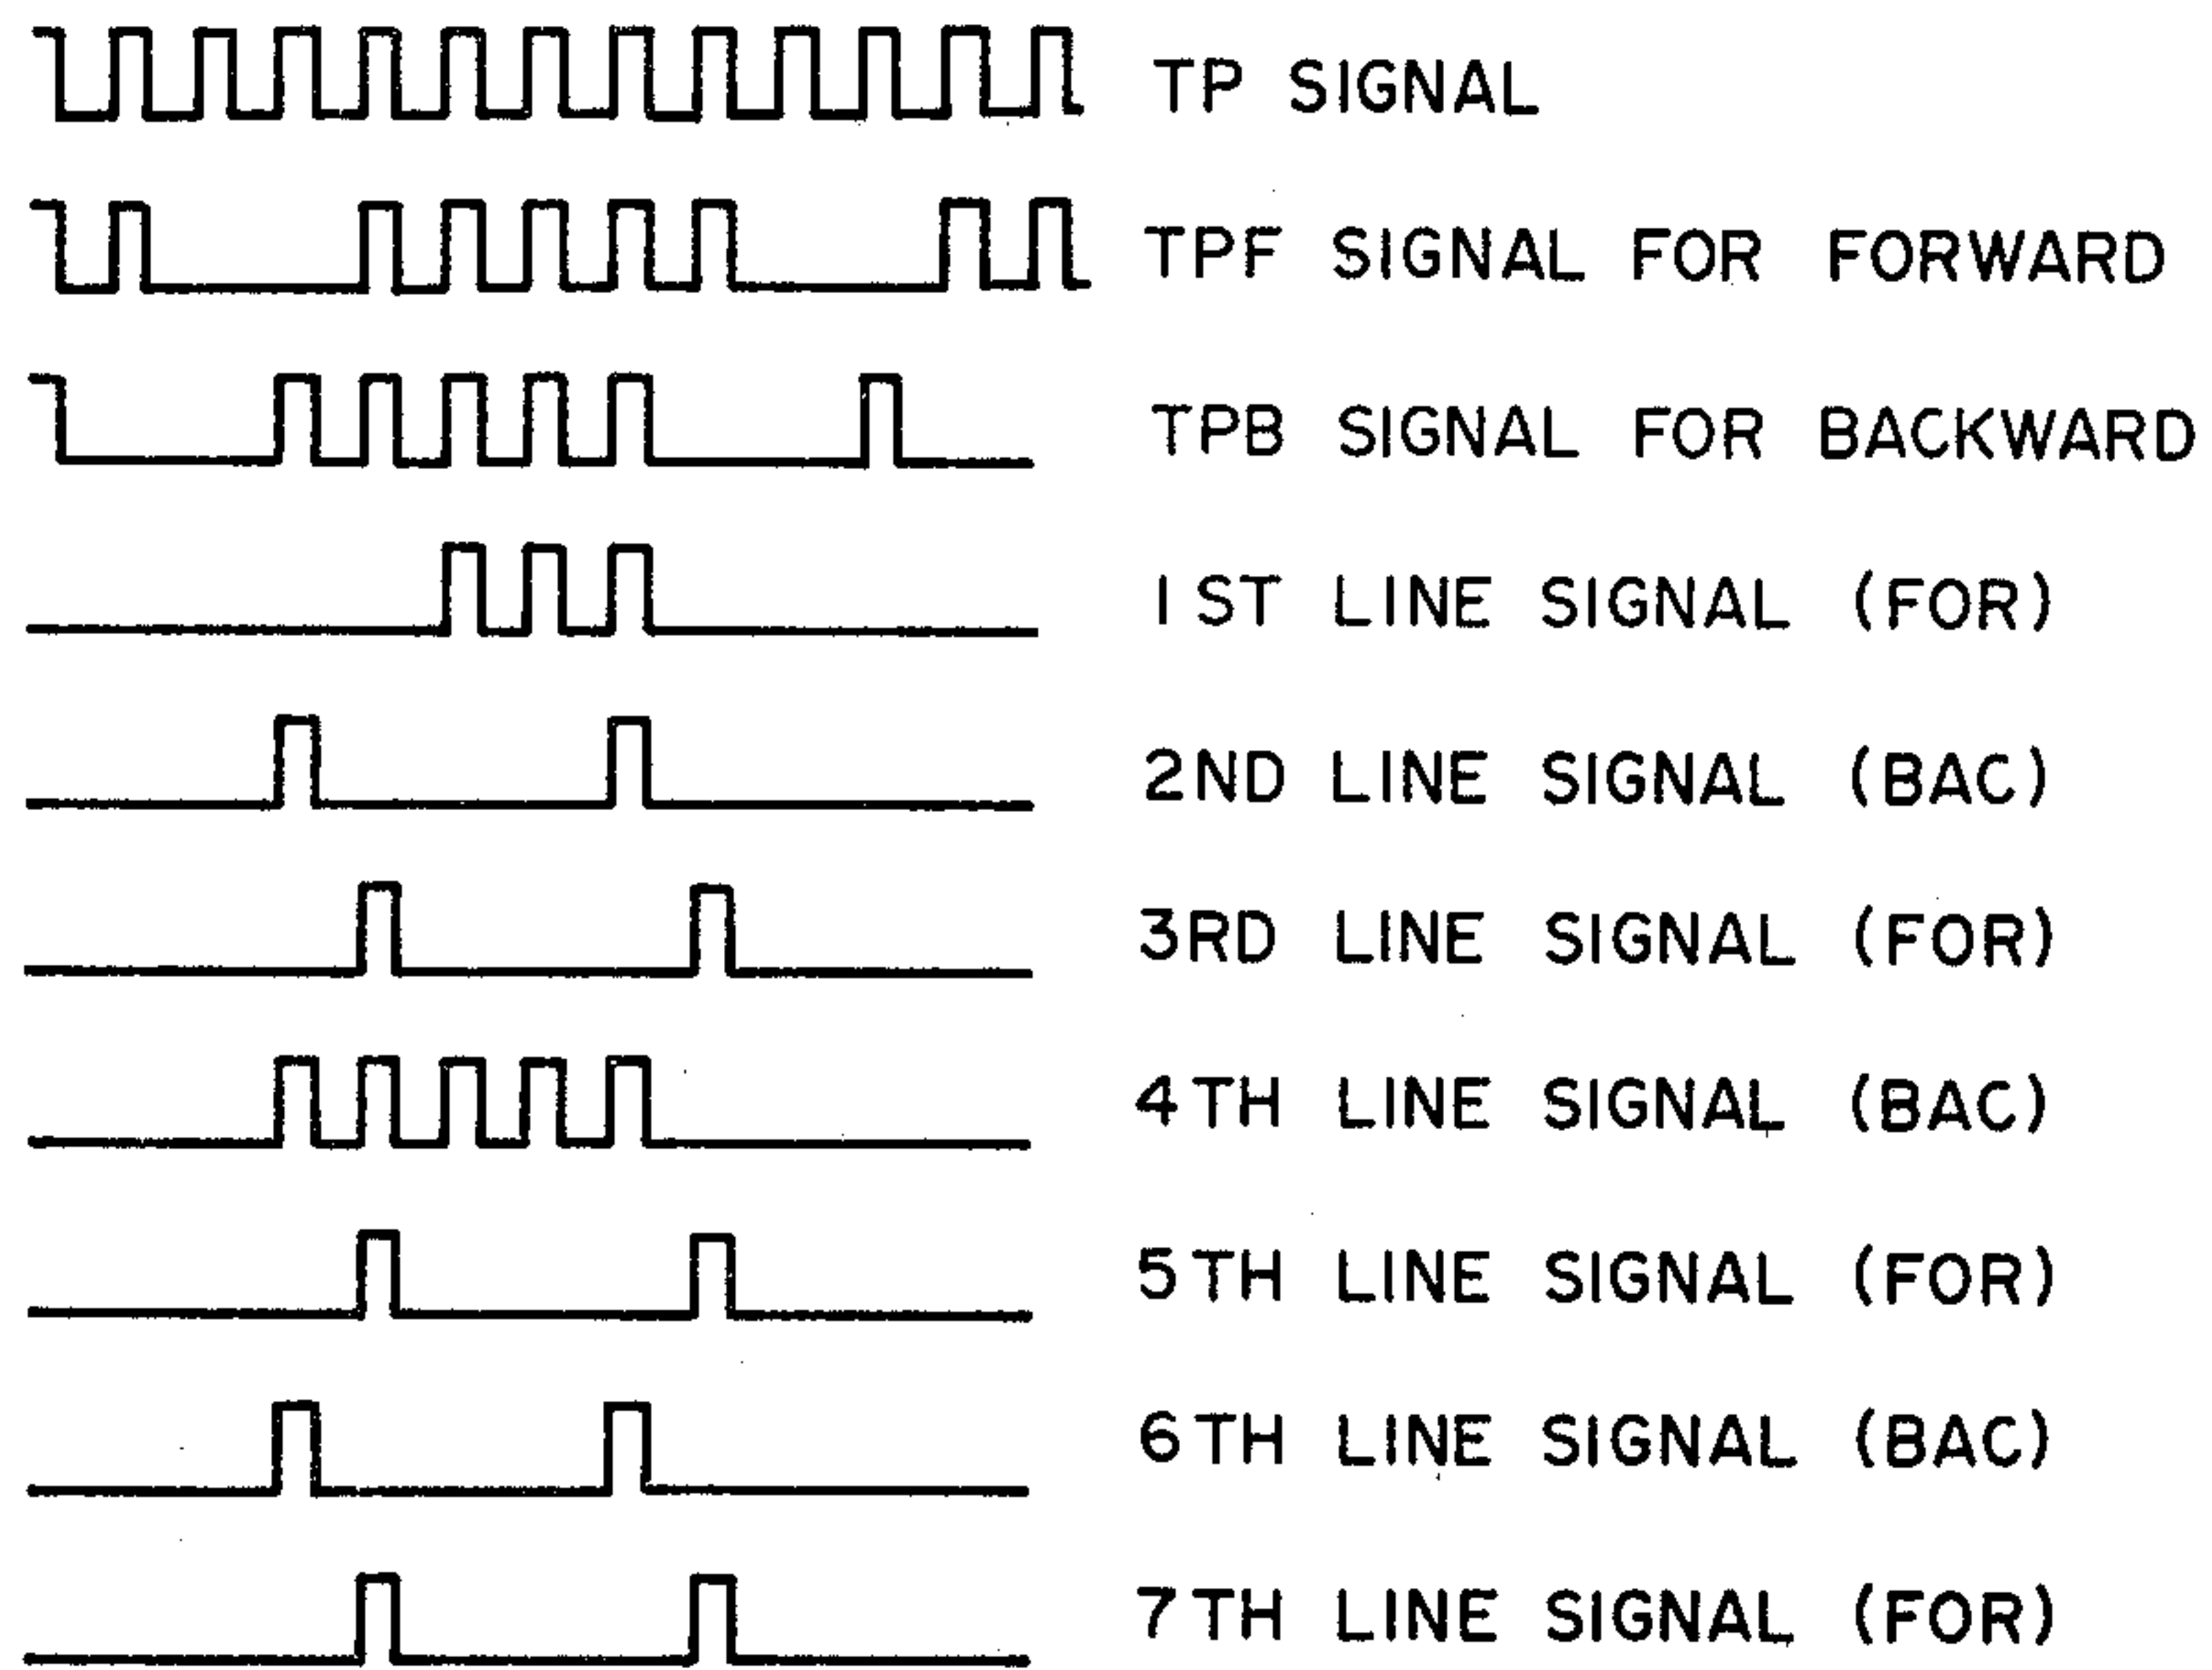 TP SIGNAL
TPF SIGNAL FOR FORWARD
TPB SIGNAL FOR BACKWARD
1ST LINE SIGNAL (FOR)
2ND LINE SIGNAL (BAC)
3RD LINE SIGNAL (FOR)
4TH LINE SIGNAL (BAC)
5TH LINE SIGNAL (FOR)
6TH LINE SIGNAL (BAC)
7TH LINE SIGNAL (FOR)